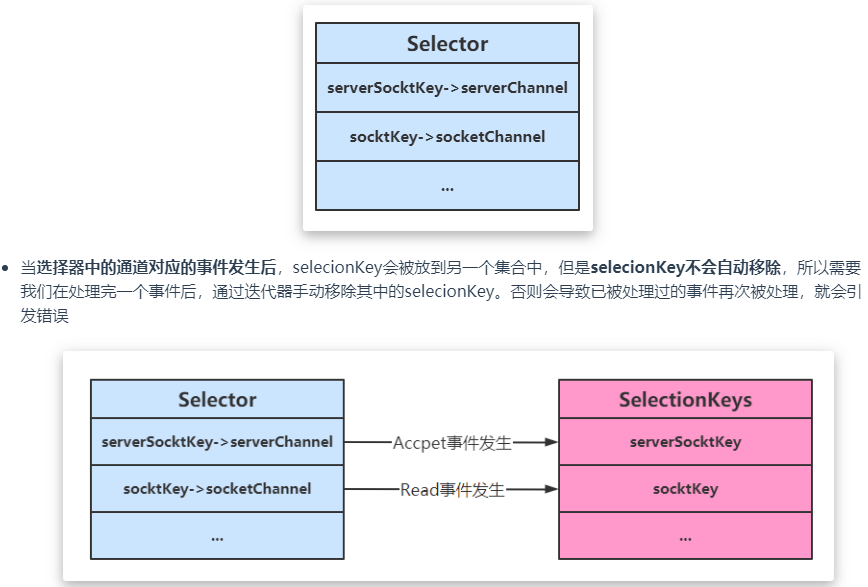 Selector
serverSocktKey->serverChannel
socktKey->socketChannel
...
当选择器中的通道对应的事件发生后，selecionKey会被放到另一个集合中，但是selecionKey不会自动移除，所以需要
我们在处理完一个事件后，通过迭代器手动移除其中的selecionKey。否则会导致已被处理过的事件再次被处理，就会引
发错误
Selector
SelectionKeys
serverSocktKey->serverChannel
Accpet事件发生
serverSocktKey
socktKey->socketChannel
Read事件发生
socktKey
...
...